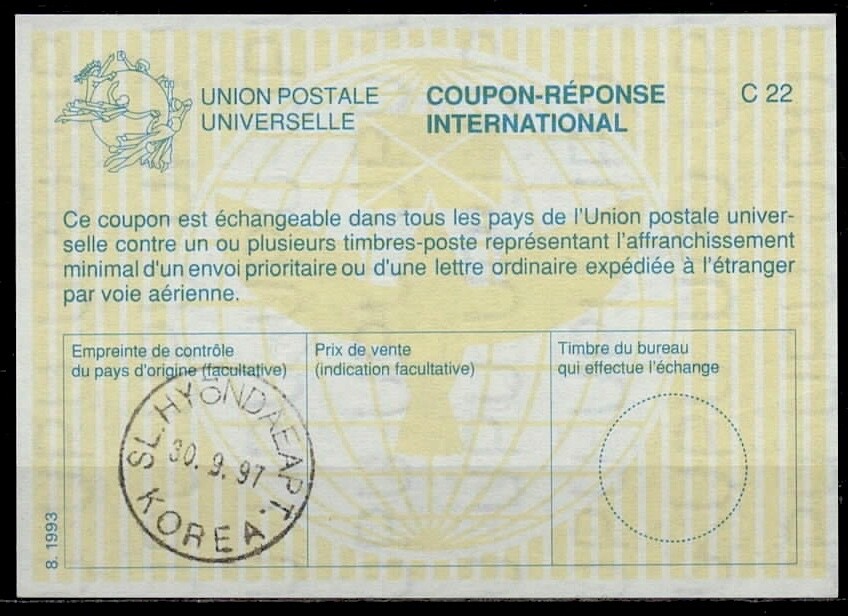 UNION POSTALE
UNIVERSELLE
COUPON-RÉPONSE
INTERNATIONAL
C 22
Ce coupon est échangeable dans tous les pays de l'Union postale univer-
selle contre un ou plusieurs timbres-poste représentant l'affranchissement
minimal d'un envoi prioritaire ou d'une lettre ordinaire expédiée à l'étranger
par voie aérienne.
Empreinte de contrôle
du pays d'origine (facultative)
Prix de vente
(indication facultative)
Timbre du bureau
qui effectue l'échange
SL. HYONDAEAPT.
30. 9. 97
KOREA
8. 1993